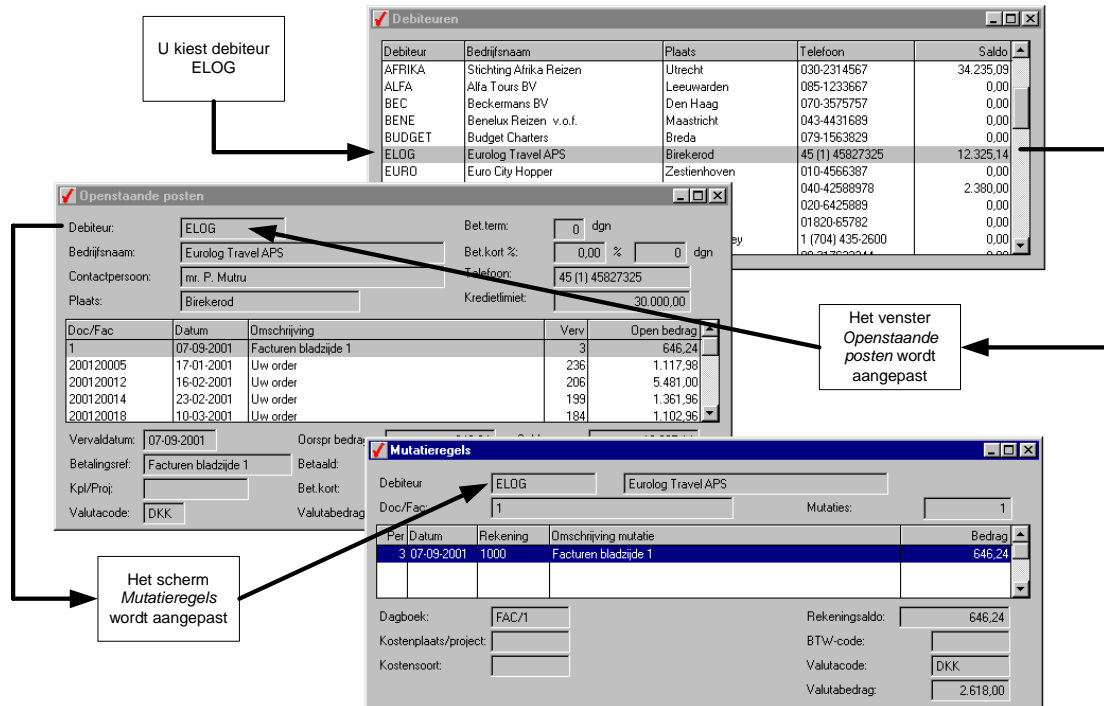 U kiest debiteur
ELOG
Debiteuren
Debiteur Bedrijfsnaam Plaats Telefoon Saldo
AFRIKA Stichting Afrika Reizen Utrecht 030-2314567 34.235,09
ALFA Alfa Tours BV Leeuwarden 085-1233667 0,00
BEC Beckermans BV Den Haag 070-3575757 0,00
BENE Benelux Reizen v.o.f. Maastricht 043-4431689 0,00
BUDGET Budget Charters Breda 079-1563829 0,00
ELOG Eurolog Travel APS Birekerod 45 (1) 45827325 12.325,14
EURO Euro City Hopper Zestienhoven 010-4566387 0,00
040-42588978 2.380,00
020-6425889 0,00
01820-65782 0,00
ey 1 (704) 435-2600 0,00
Openstaande posten
Debiteur: ELOG Bet.term: 0 dgn
Bedrijfsnaam: Eurolog Travel APS Bet.kort %: 0,00 % 0 dgn
Contactpersoon: mr. P. Mutru Telefoon: 45 (1) 45827325
Plaats: Birekerod Kredietlimiet: 30.000,00
Doc/Fac Datum Omschrijving Verv Open bedrag
1 07-09-2001 Facturen bladzijde 1 3 646,24
200120005 17-01-2001 Uw order 236 1.117,98
200120012 16-02-2001 Uw order 206 5.481,00
200120014 23-02-2001 Uw order 199 1.361,96
200120018 10-03-2001 Uw order 184 1.102,96
Vervaldatum: 07-09-2001 Oorspr bedrag
Betalingsref: Facturen bladzijde 1 Betaald:
Kpl/Proj: Bet.kort:
Valutacode: DKK Valutabedrag
Het venster
Openstaande
posten wordt
aangepast
Mutatieregels
Debiteur ELOG Eurolog Travel APS
Doc/Fac: 1 Mutaties: 1
Per Datum Rekening Omschrijving mutatie Bedrag
3 07-09-2001 1000 Facturen bladzijde 1 646,24
Dagboek: FAC/1 Rekeningsaldo: 646,24
Kostenplaats/project: BTW-code:
Kostensoort: Valutacode: DKK
Valutabedrag: 2.618,00
Het scherm
Mutatieregels
wordt aangepast